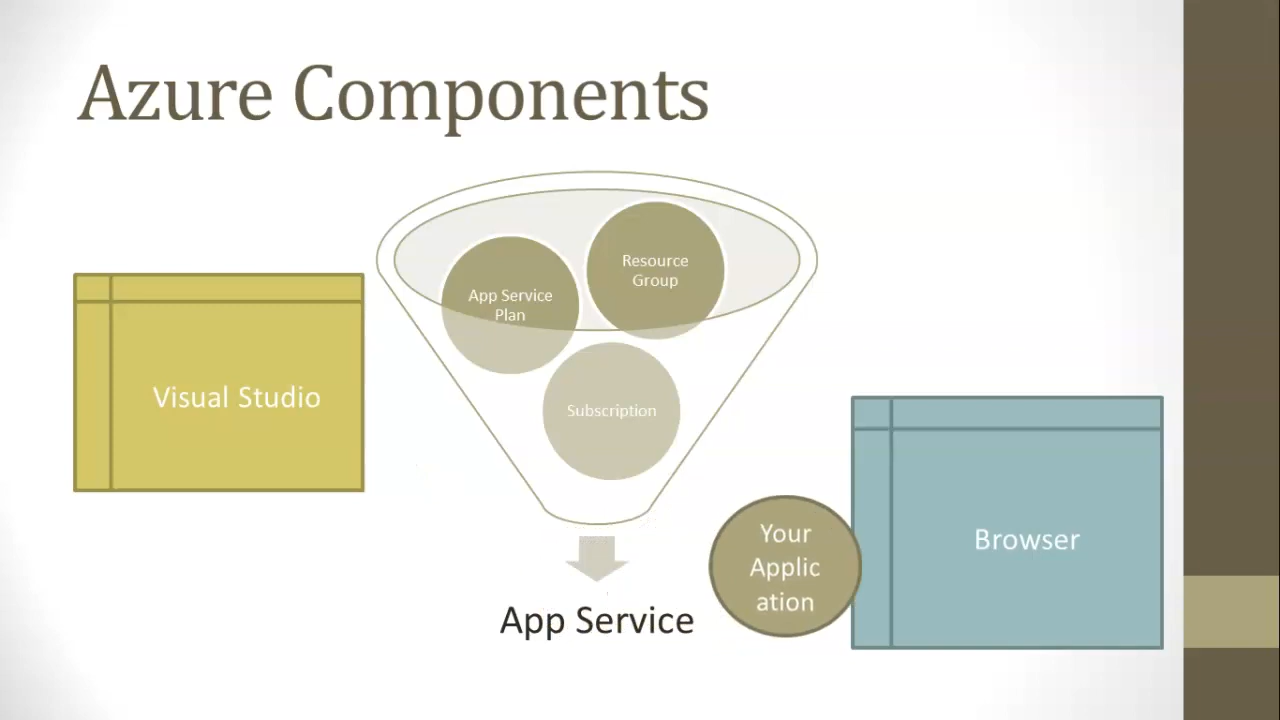 Azure Components
Resource
Group
App Service
Plan
Subscription
Visual Studio
Your
Applic
ation
Browser
App Service